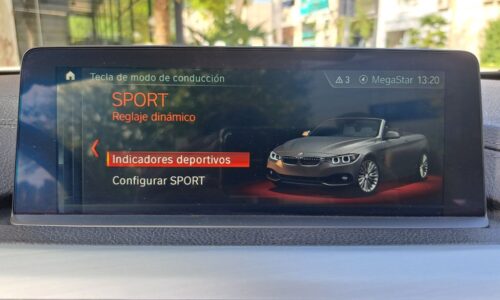 Tecla de modo de conducción
3 MegaStar 13:20
SPORT
Reglaje dinámico
Indicadores deportivos
Configurar SPORT